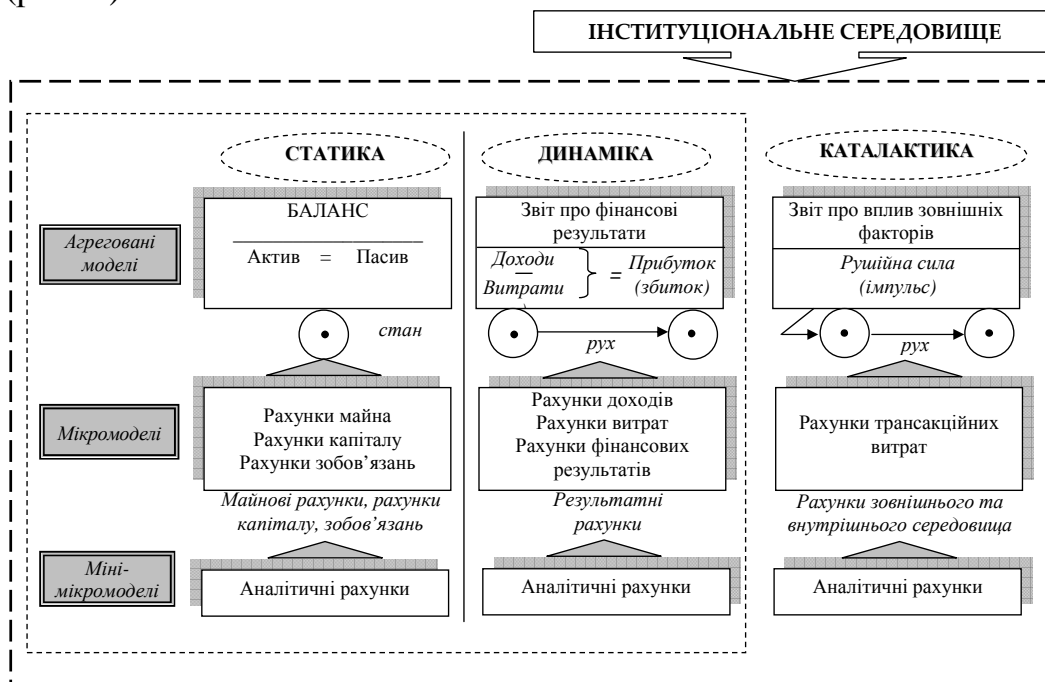 ІНСТИТУЦІОНАЛЬНЕ СЕРЕДОВИЩЕ
СТАТИКА
ДИНАМІКА
КАТАЛАКТИКА
Агреговані
моделі
БАЛАНС
Актив = Пасив
Звіт про фінансові
результати
Доходи
—
Витрати
= Прибуток
(збиток)
Звіт про вплив зовнішніх
факторів
Рушійна сила
(імпульс)
стан
рух
рух
Мікромоделі
Рахунки майна
Рахунки капіталу
Рахунки зобов’язань
Рахунки доходів
Рахунки витрат
Рахунки фінансових
результатів
Рахунки трансакційних
витрат
Майнові рахунки, рахунки
капіталу, зобов’язань
Результатні
рахунки
Рахунки зовнішнього та
внутрішнього середовища
Міні-
мікромоделі
Аналітичні рахунки
Аналітичні рахунки
Аналітичні рахунки